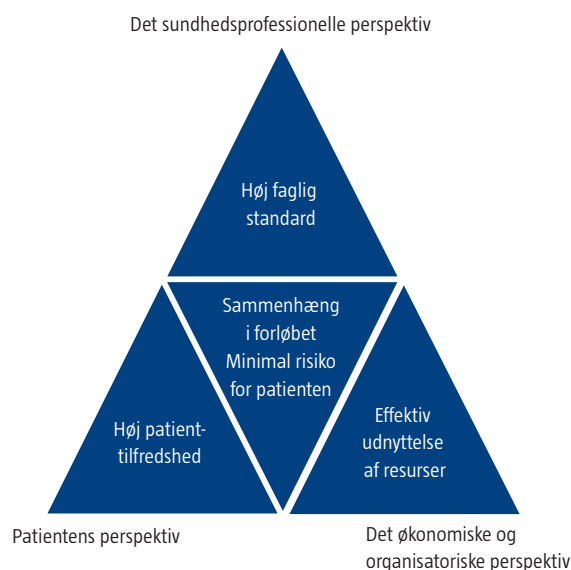 Det sundhedsprofessionelle perspektiv
Høj faglig
standard
Sammenhæng
i forløbet
Minimal risiko
for patienten
Høj patient-
tilfredshed
Effektiv
udnyttelse
af resurser
Patientens perspektiv
Det økonomiske og
organisatoriske perspektiv